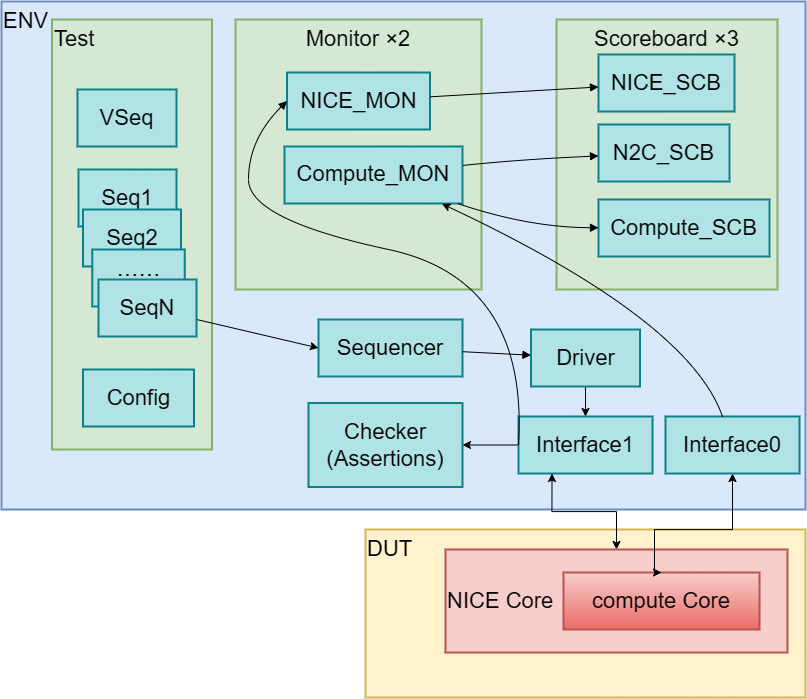 ENV
Test
VSeq
Seq1
Seq2
......
SeqN
Config
Monitor ×2
NICE_MON
Compute_MON
Scoreboard ×3
NICE_SCB
N2C_SCB
Compute_SCB
Sequencer
Driver
Checker
(Assertions)
Interface1
Interface0
DUT
NICE Core
compute Core